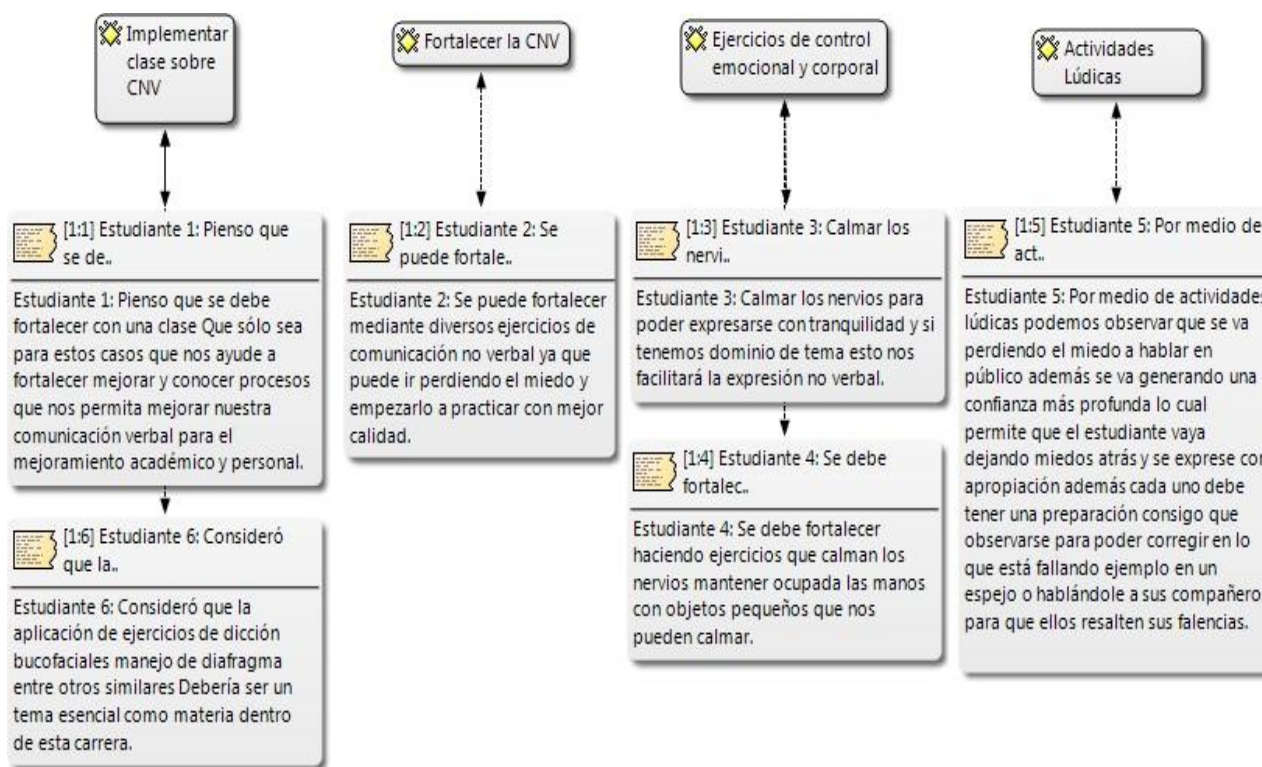 Implementar
clase sobre
CNV
Fortalecer la CNV
Ejercicios de control
emocional y corporal
Actividades
Lúdicas
[1:1] Estudiante 1: Pienso que
se de..
Estudiante 1: Pienso que se debe
fortalecer con una clase Que sólo sea
para estos casos que nos ayude a
fortalecer mejorar y conocer procesos
que nos permita mejorar nuestra
comunicación verbal para el
mejoramiento académico y personal.
[1:6] Estudiante 6: Consideró
que la..
Estudiante 6: Consideró que la
aplicación de ejercicios de dicción
bucofaciales manejo de diafragma
entre otros similares Debería ser un
tema esencial como materia dentro
de esta carrera.
[1:2] Estudiante 2: Se
puede fortale..
Estudiante 2: Se puede fortalecer
mediante diversos ejercicios de
comunicación no verbal ya que
puede ir perdiendo el miedo y
empezarlo a practicar con mejor
calidad.
[1:3] Estudiante 3: Calmar los
nervi..
Estudiante 3: Calmar los nervios para
poder expresarse con tranquilidad y si
tenemos dominio de tema esto nos
facilitará la expresión no verbal.
[1:4] Estudiante 4: Se debe
fortalec..
Estudiante 4: Se debe fortalecer
haciendo ejercicios que calman los
nervios mantener ocupada las manos
con objetos pequeños que nos
pueden calmar.
[1:5] Estudiante 5: Por medio de
act..
Estudiante 5: Por medio de actividades
lúdicas podemos observar que se va
perdiendo el miedo a hablar en
público además se va generando una
confianza más profunda lo cual
permite que el estudiante vaya
dejando miedos atrás y se exprese con
apropiación además cada uno debe
tener una preparación consigo que
observarse para poder corregir en lo
que está fallando ejemplo en un
espejo o hablándole a sus compañero
para que ellos resalten sus falencias.